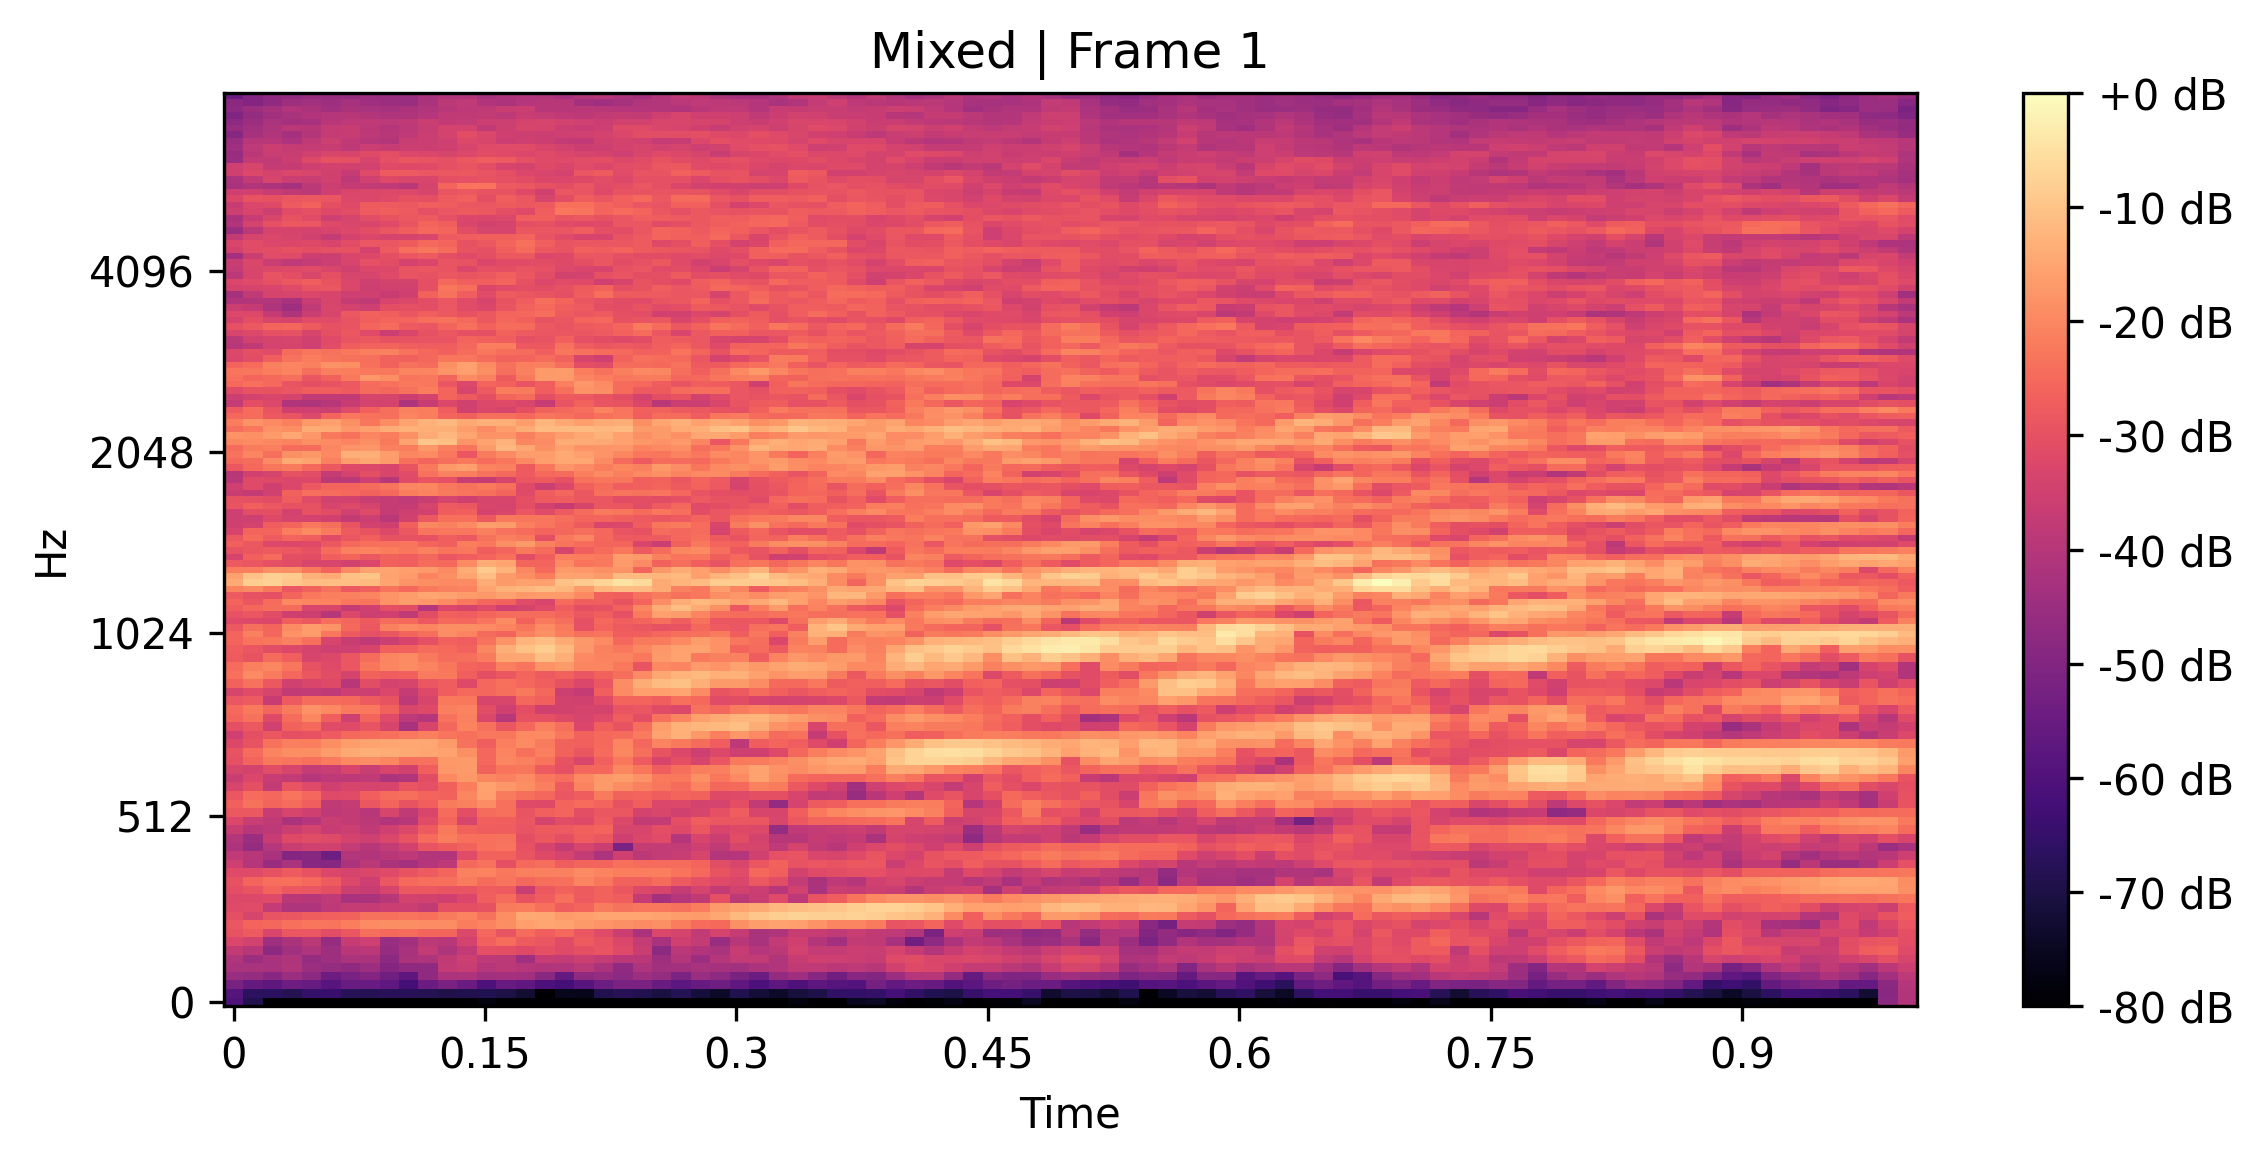 Mixed | Frame 1
+0 dB
-10 dB
-20 dB
-30 dB
-40 dB
-50 dB
-60 dB
-70 dB
-80 dB
Hz
4096
2048
1024
512
0
0 0.15 0.3 0.45 0.6 0.75 0.9
Time